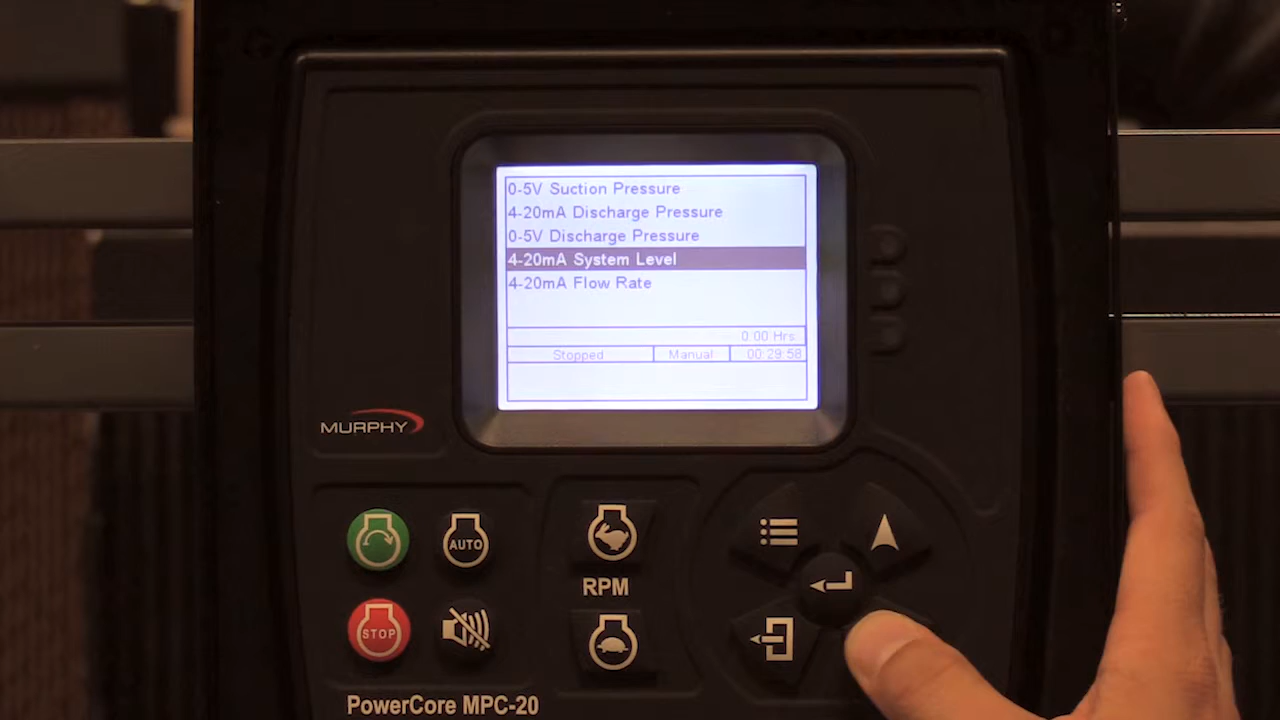 0-5V Suction Pressure
4-20mA Discharge Pressure
0-5V Discharge Pressure
4-20mA System Level
4-20mA Flow Rate
0.00 Hrs
Stopped Manual 00:29:58
MURPHY
AUTO
RPM
STOP
PowerCore MPC-20